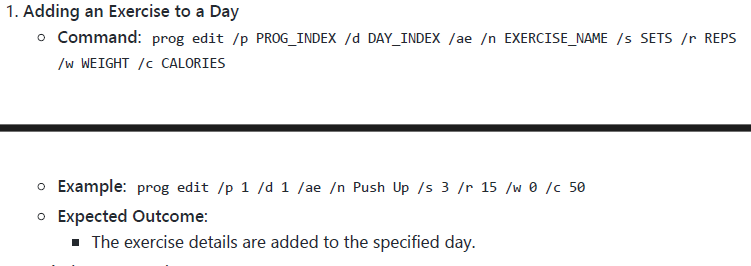 1. Adding an Exercise to a Day
○ Command: prog edit /p PROG_INDEX /d DAY_INDEX /ae /n EXERCISE_NAME /s SETS /r REPS
/w WEIGHT /c CALORIES
○ Example: prog edit /p 1 /d 1 /ae /n Push Up /s 3 /r 15 /w 0 /c 50
○ Expected Outcome:
▪ The exercise details are added to the specified day.